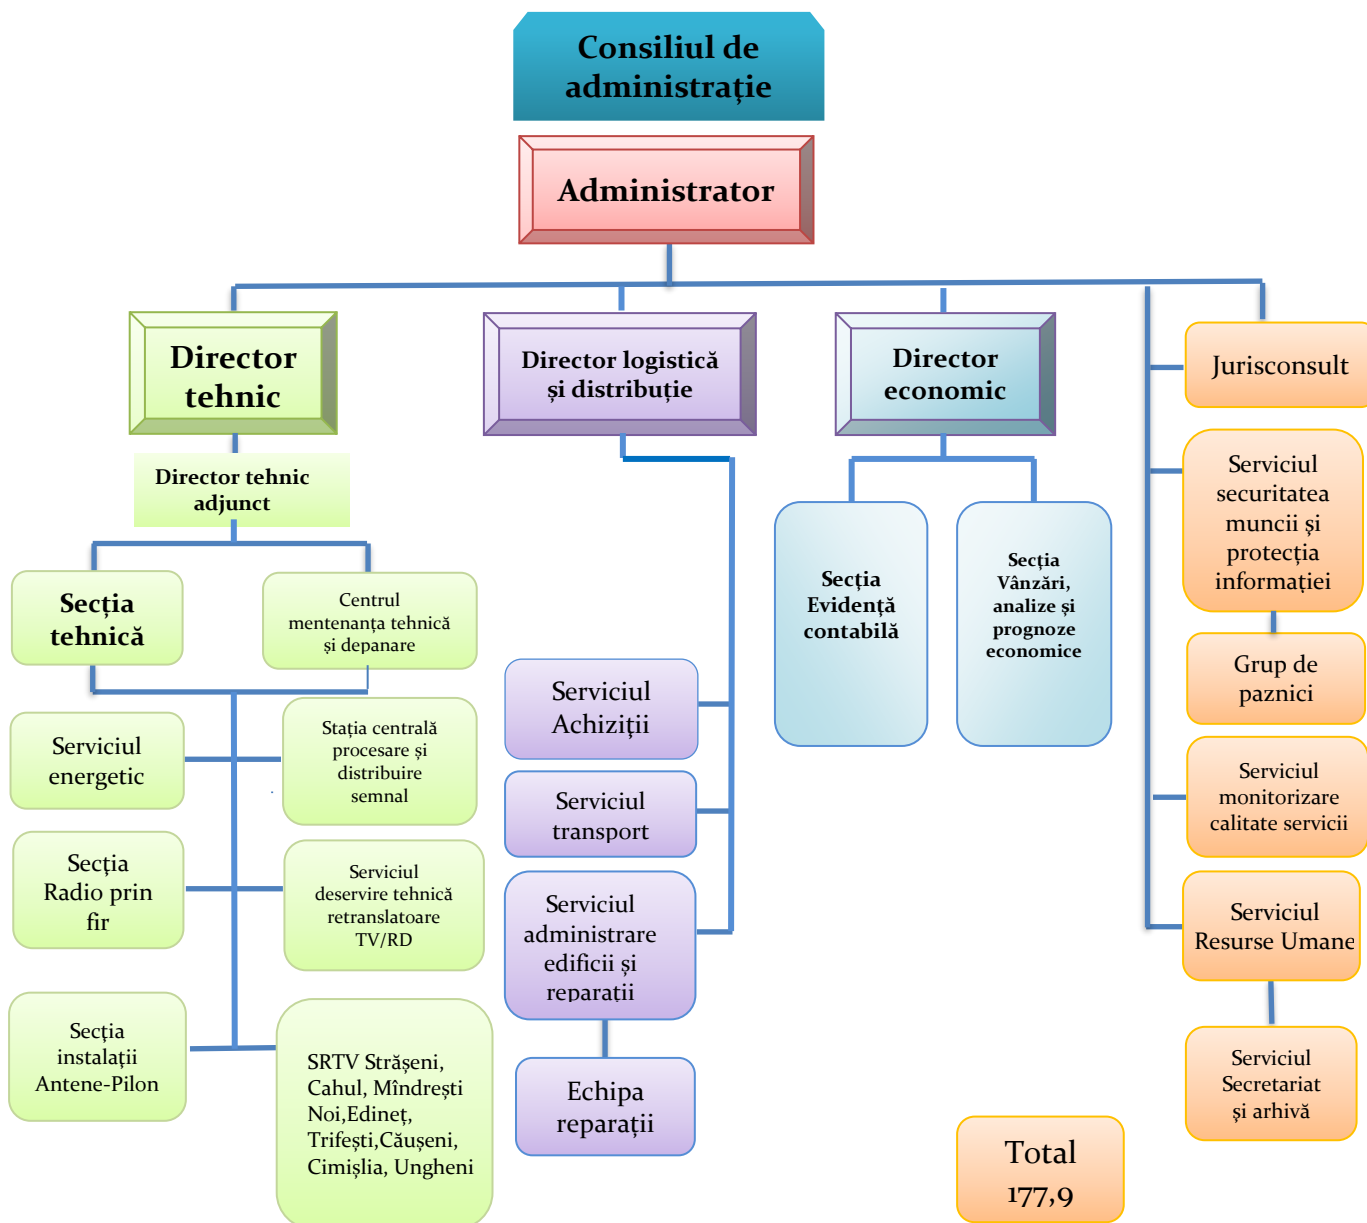 Consiliul de
administrație
Administrator
Director
tehnic
Director logistică
și distribuție
Director
economic
Jurisconsult
Director tehnic
adjunct
Serviciul
securitatea
muncii și
protecția
informației
Secția
tehnică
Centrul
mentenanța tehnică
și depanare
Secția
Evidență
contabilă
Secția
Vânzări,
analize și
prognoze
economice
Grup de
paznici
Serviciul
Achiziții
Serviciul
energetic
Stația centrală
procesare și
distribuire
semnal
Serviciul
transport
Serviciul
monitorizare
calitate servicii
Secția
Radio prin
fir
Serviciul
deservire tehnică
retranslatoare
TV/RD
Serviciul
administrare
edificii și
reparații
Serviciul
Resurse Umane
Secția
instalații
Antene-Pilon
SRTV Strășeni,
Cahul, Mîndrești
Noi,Edineț,
Trifești,Căușeni,
Cimișlia, Ungheni
Echipa
reparații
Serviciul
Secretariat
și arhivă
Total
177,9